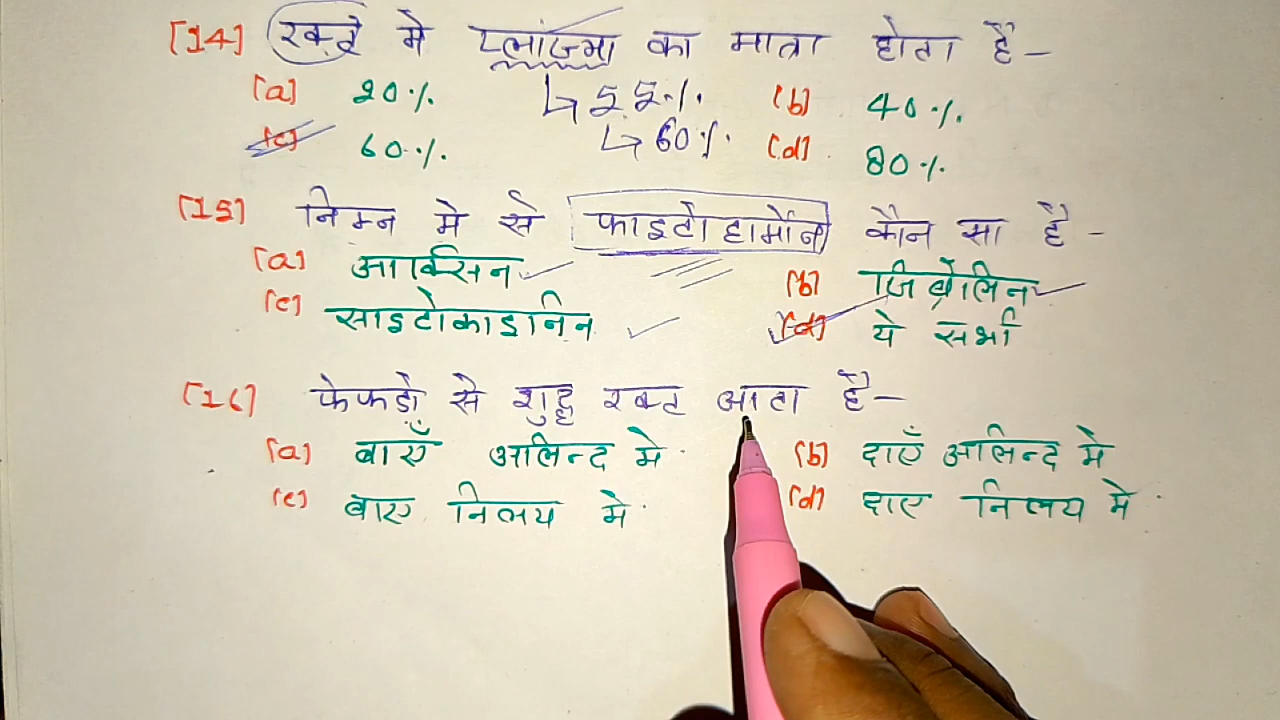 [14] रक्त मे प्लाज्मा का मात्रा होता है –
[a] 20% ↳ 55% [b] 40%
[c] 60% ↳ 60% [d] 80%
[15] निम्न मे से फाइटोहार्मोन कौन सा है –
[a] आक्सिन [b] जिब्रेलिन
[c] साइटोकाइनिन [d] ये सभी
[16] फेफडो से शुद्ध रक्त आता है –
[a] बाएँ अलिन्द मे [b] दाएँ अलिन्द मे
[c] बाए निलय मे [d] दाए निलय मे